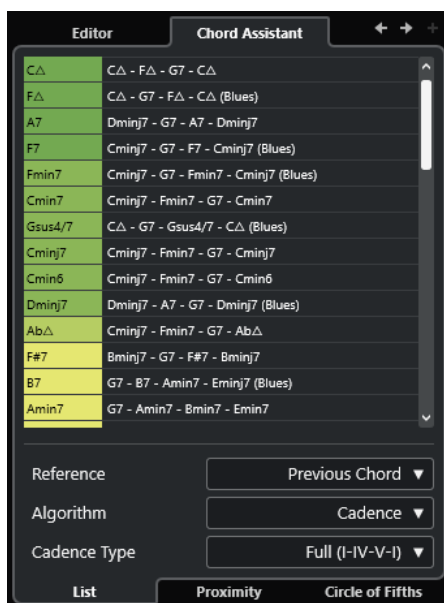 Editor Chord Assistant
C△ C△ - F△ - G7 - C△
F△ C△ - G7 - F△ - C△ (Blues)
A7 Dminj7 - G7 - A7 - Dminj7
F7 Cminj7 - G7 - F7 - Cminj7 (Blues)
Fmin7 Cminj7 - G7 - Fmin7 - Cminj7 (Blues)
Cmin7 Cminj7 - Fmin7 - G7 - Cmin7
Gsus4/7 C△ - G7 - Gsus4/7 - C△ (Blues)
Cminj7 Cminj7 - Fmin7 - G7 - Cminj7
Cmin6 Cminj7 - Fmin7 - G7 - Cmin6
Dminj7 Dminj7 - A7 - G7 - Dminj7 (Blues)
Ab△ Cminj7 - Fmin7 - G7 - Ab△
F#7 Bminj7 - G7 - F#7 - Bminj7
B7 G7 - B7 - Amin7 - Eminj7 (Blues)
Amin7 G7 - Amin7 - Bmin7 - Emin7
Reference Previous Chord
Algorithm Cadence
Cadence Type Full (I-IV-V-I)
List Proximity Circle of Fifths